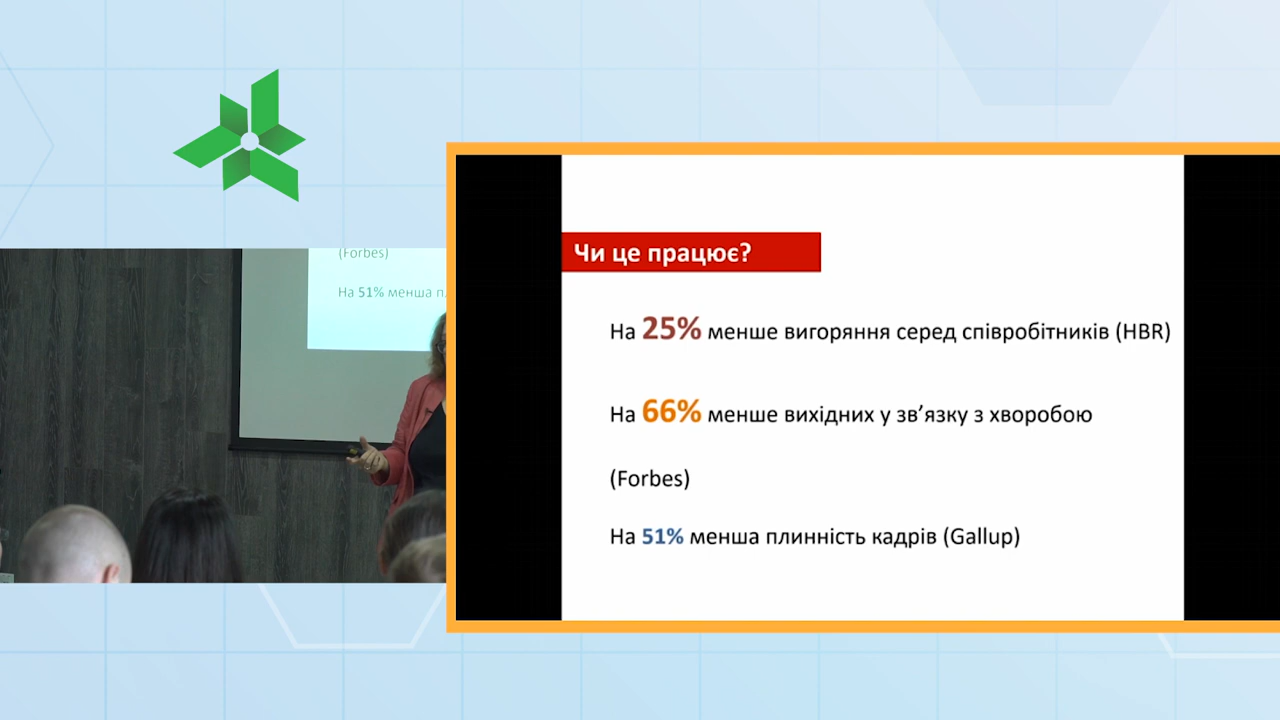 (Forbes)
На 51% менша п
Чи це працює?
На 25% менше вигоряння серед співробітників (HBR)
На 66% менше вихідних у зв’язку з хворобою
(Forbes)
На 51% менша плинність кадрів (Gallup)